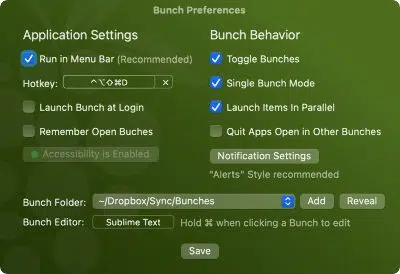 Bunch Preferences
Application Settings
Bunch Behavior
Run in Menu Bar (Recommended)
Toggle Bunches
Hotkey: ^⌥⇧⌘D ×
Single Bunch Mode
Launch Bunch at Login
Launch Items In Parallel
Remember Open Buches
Quit Apps Open in Other Bunches
Accessibility is Enabled
Notification Settings
"Alerts" Style recommended
Bunch Folder: ~/Dropbox/Sync/Bunches Add Reveal
Bunch Editor: Sublime Text Hold ⌘ when clicking a Bunch to edit
Save